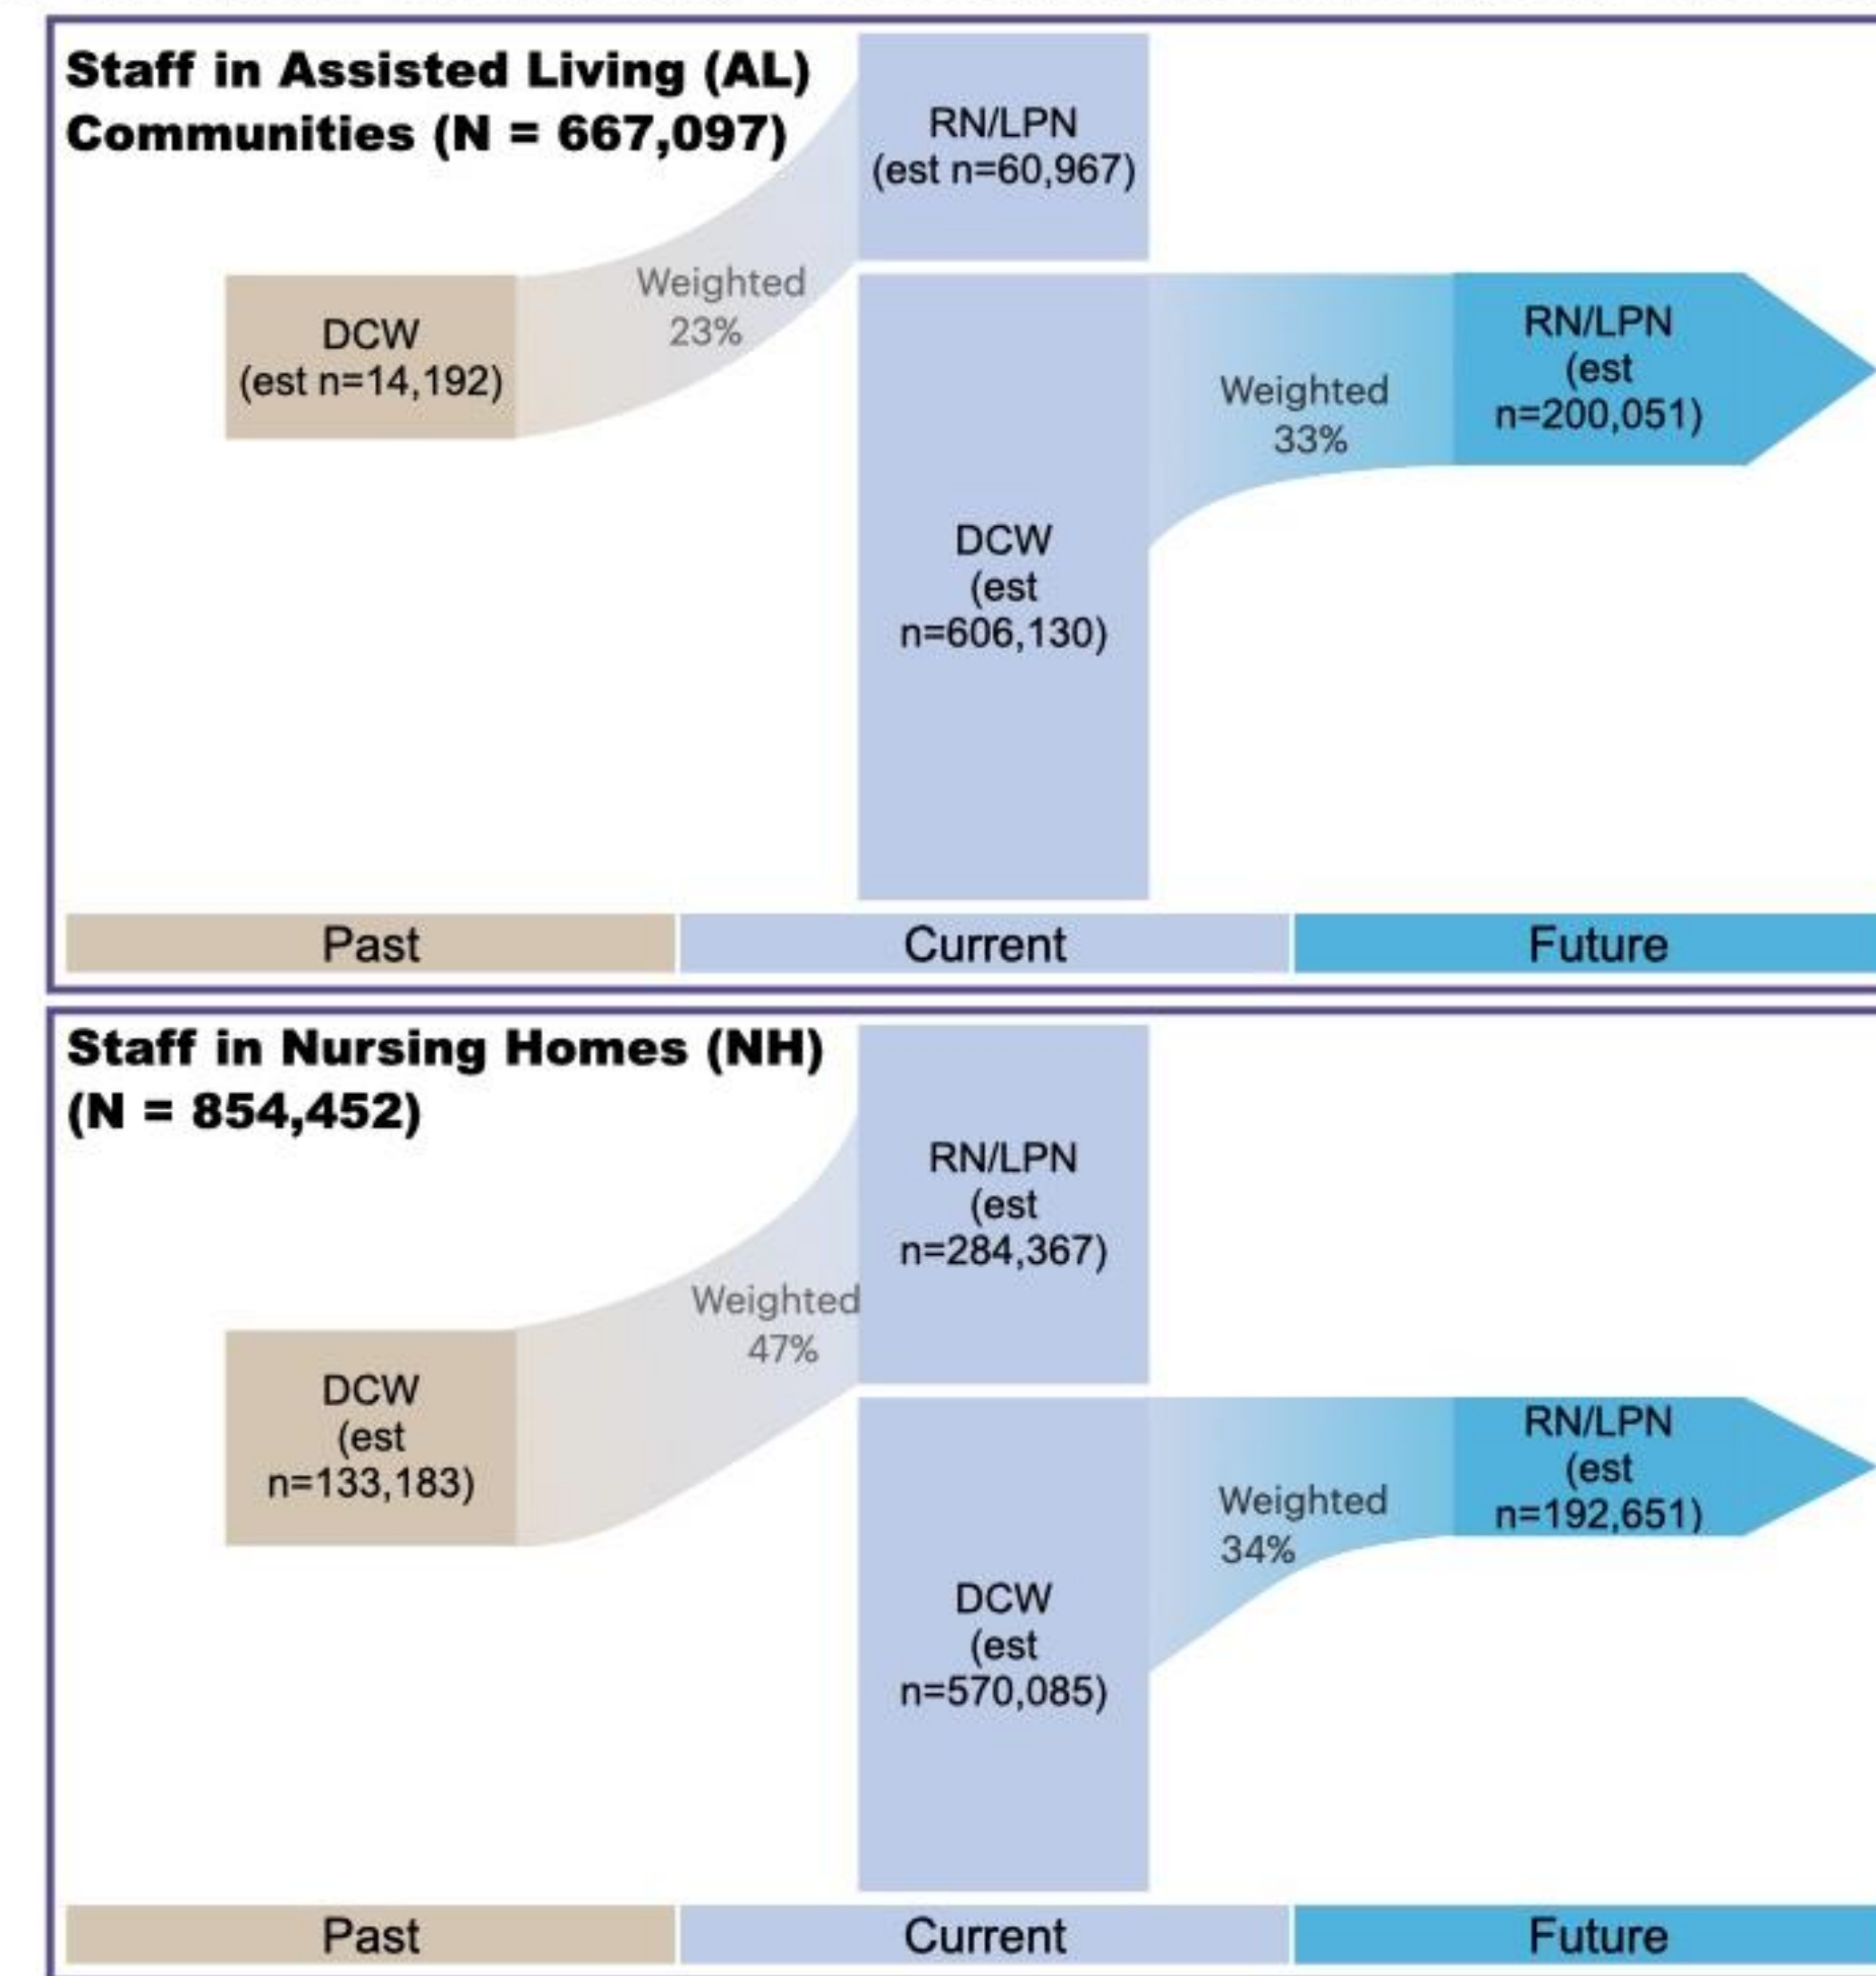 Staff in Assisted Living (AL)
Communities (N = 667,097)
RN/LPN
(est n=60,967)
Weighted
23%
DCW
(est n=14,192)
RN/LPN
(est
n=200,051)
Weighted
33%
DCW
(est
n=606,130)
Past
Current
Future
Staff in Nursing Homes (NH)
(N = 854,452)
RN/LPN
(est
n=284,367)
Weighted
47%
DCW
(est
n=133,183)
RN/LPN
(est
n=192,651)
Weighted
34%
DCW
(est
n=570,085)
Past
Current
Future